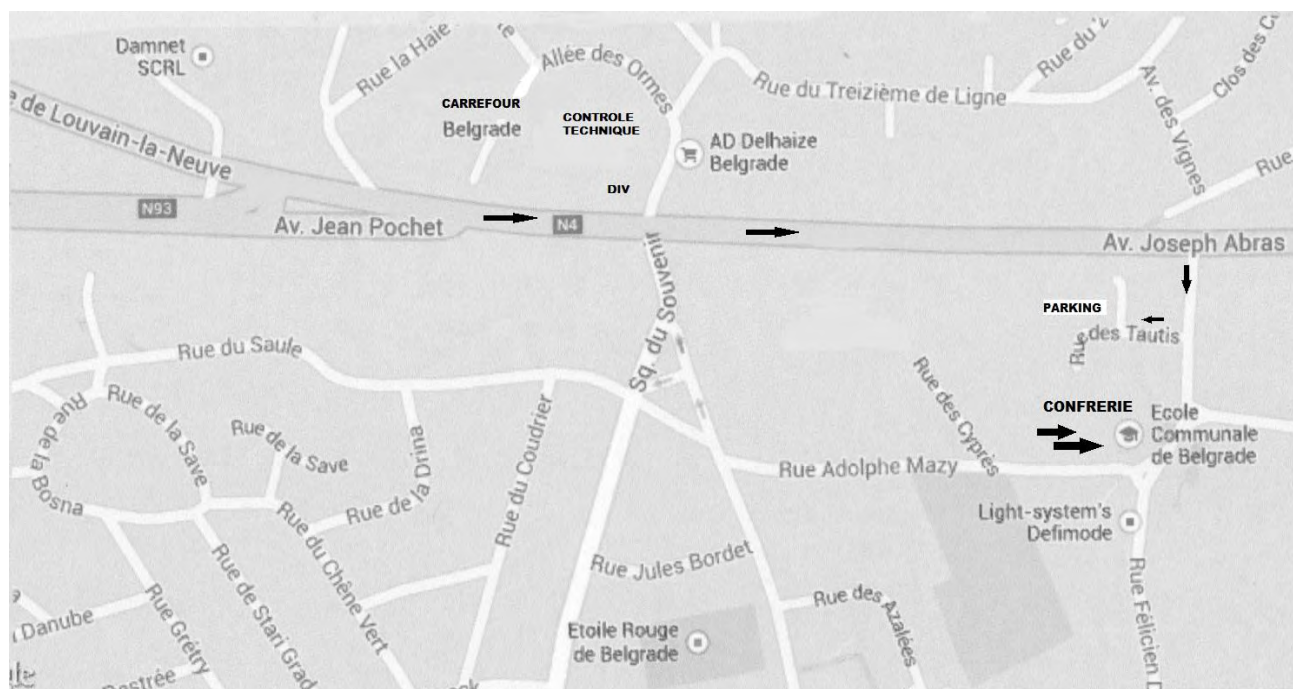 Damnet
SCRL
Rue la Haie
Allée des Ormes
Rue du Treizième de Ligne
Rue du 2
Av. des Vignes
Clos des Co
CARREFOUR
Belgrade
CONTROLE
TECHNIQUE
AD Delhaize
Belgrade
e de Louvain-la-Neuve
DIV
Rue
N93
Av. Jean Pochet
N4
Av. Joseph Abras
Sq. du Souvenir
PARKING
Rue des Tautis
Rue du Saule
Rue de la Bosna
Rue de la Save
Rue de la Save
Rue de la Drina
Rue du Coudrier
Rue des Cyprès
CONFRERIE
Ecole
Communale
de Belgrade
Rue Adolphe Mazy
Light-system's
Defimode
Rue du Chêne Vert
Rue Jules Bordet
Rue des Azalées
Rue Félicien D
Danube
Rue Grétry
Rue de Stari Grad
Etoile Rouge
de Belgrade